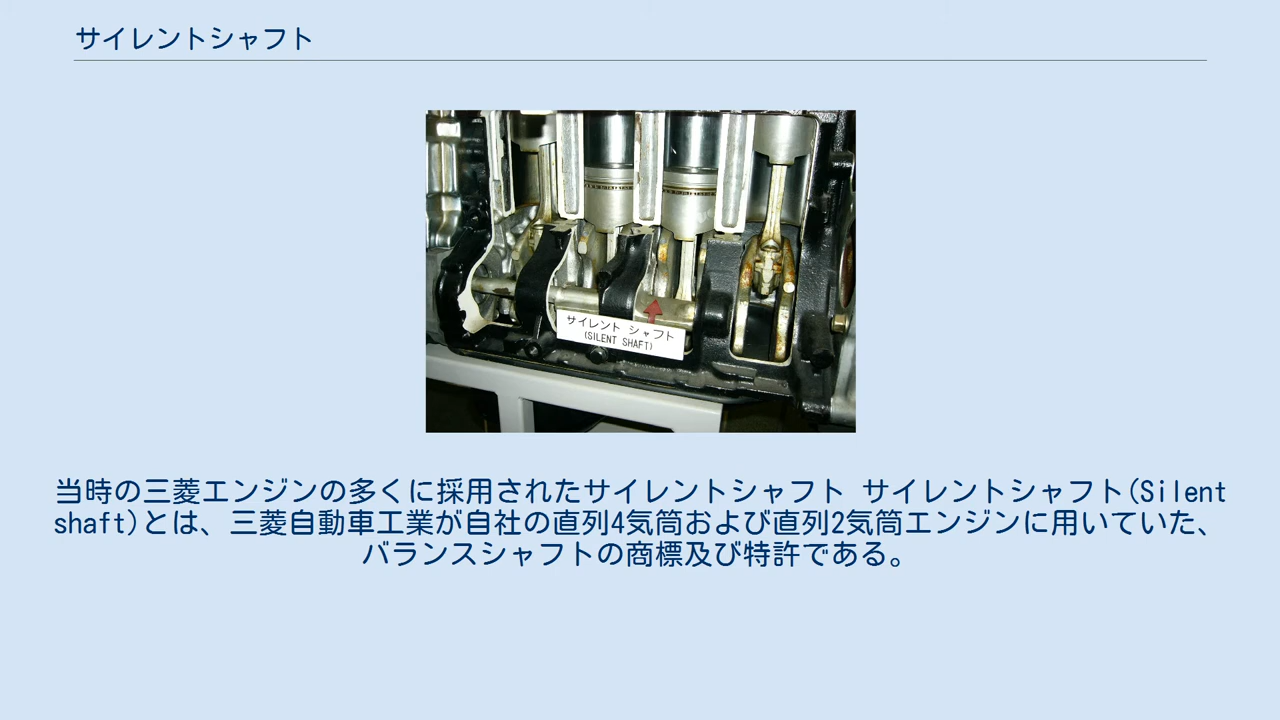 サイレントシャフト
サイレント シャフト
(SILENT SHAFT)
当時の三菱エンジンの多くに採用されたサイレントシャフト サイレントシャフト(Silent
shaft)とは、三菱自動車工業が自社の直列4気筒および直列2気筒エンジンに用いていた、
バランスシャフトの商標及び特許である。